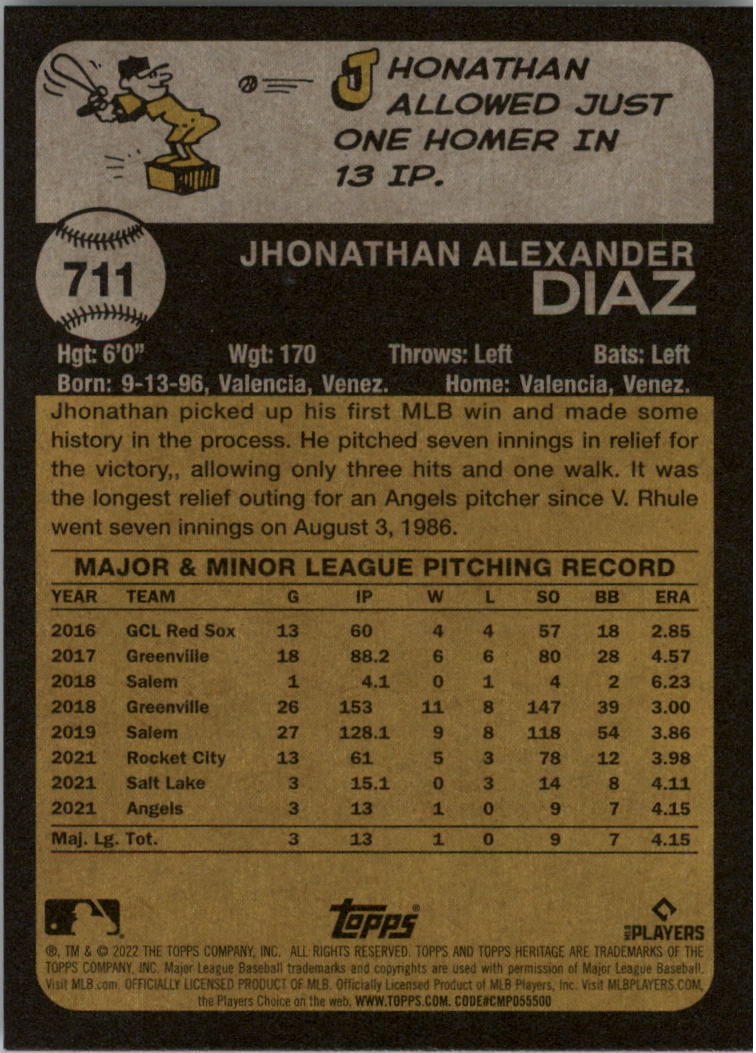 JHONATHAN
ALLOWED JUST
ONE HOMER IN
13 IP.
711
JHONATHAN ALEXANDER
DIAZ
Hgt: 6'0" Wgt: 170 Throws: Left Bats: Left
Born: 9-13-96, Valencia, Venez. Home: Valencia, Venez.
Jhonathan picked up his first MLB win and made some
history in the process. He pitched seven innings in relief for
the victory,, allowing only three hits and one walk. It was
the longest relief outing for an Angels pitcher since V. Rhule
went seven innings on August 3, 1986.
MAJOR & MINOR LEAGUE PITCHING RECORD
YEAR TEAM G IP W L SO BB ERA
2016 GCL Red Sox 13 60 4 4 57 18 2.85
2017 Greenville 18 88.2 6 6 80 28 4.57
2018 Salem 1 4.1 0 1 4 2 6.23
2018 Greenville 26 153 11 8 147 39 3.00
2019 Salem 27 128.1 9 8 118 54 3.86
2021 Rocket City 13 61 5 3 78 12 3.98
2021 Salt Lake 3 15.1 0 3 14 8 4.11
2021 Angels 3 13 1 0 9 7 4.15
Maj. Lg. Tot. 3 13 1 0 9 7 4.15
topps® MLB PLAYERS
®, TM & © 2022 THE TOPPS COMPANY, INC. ALL RIGHTS RESERVED. TOPPS AND TOPPS HERITAGE ARE TRADEMARKS OF THE
TOPPS COMPANY, INC. Major League Baseball trademarks and copyrights are used with permission of Major League Baseball.
Visit MLB.com. OFFICIALLY LICENSED PRODUCT OF MLB. Officially Licensed Product of MLB Players, Inc. Visit MLBPLAYERS.COM,
the Players Choice on the web. WWW.TOPPS.COM. CODE#CMP055500